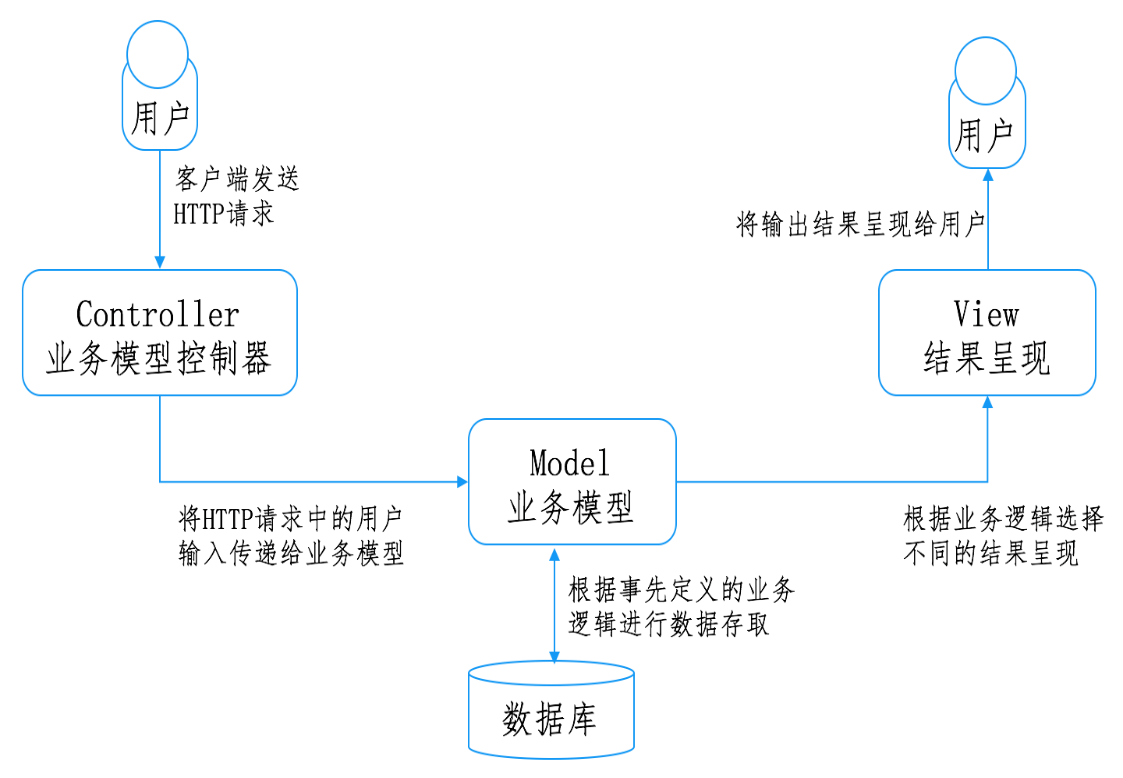 用户
客户端发送
HTTP请求
Controller
业务模型控制器
将HTTP请求中的用户
输入传递给业务模型
Model
业务模型
根据事先定义的业务
逻辑进行数据存取
数据库
根据业务逻辑选择
不同的结果呈现
View
结果呈现
将输出结果呈现给用户
用户